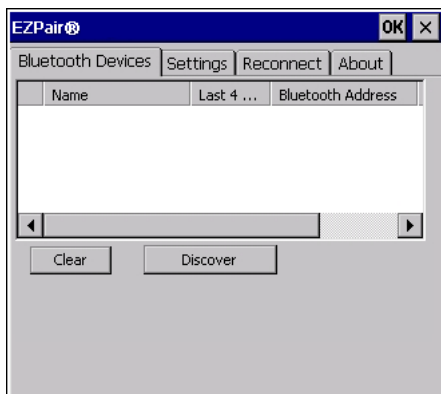 EZPair® OK ×
Bluetooth Devices Settings Reconnect About
Name Last 4 ... Bluetooth Address
Clear Discover